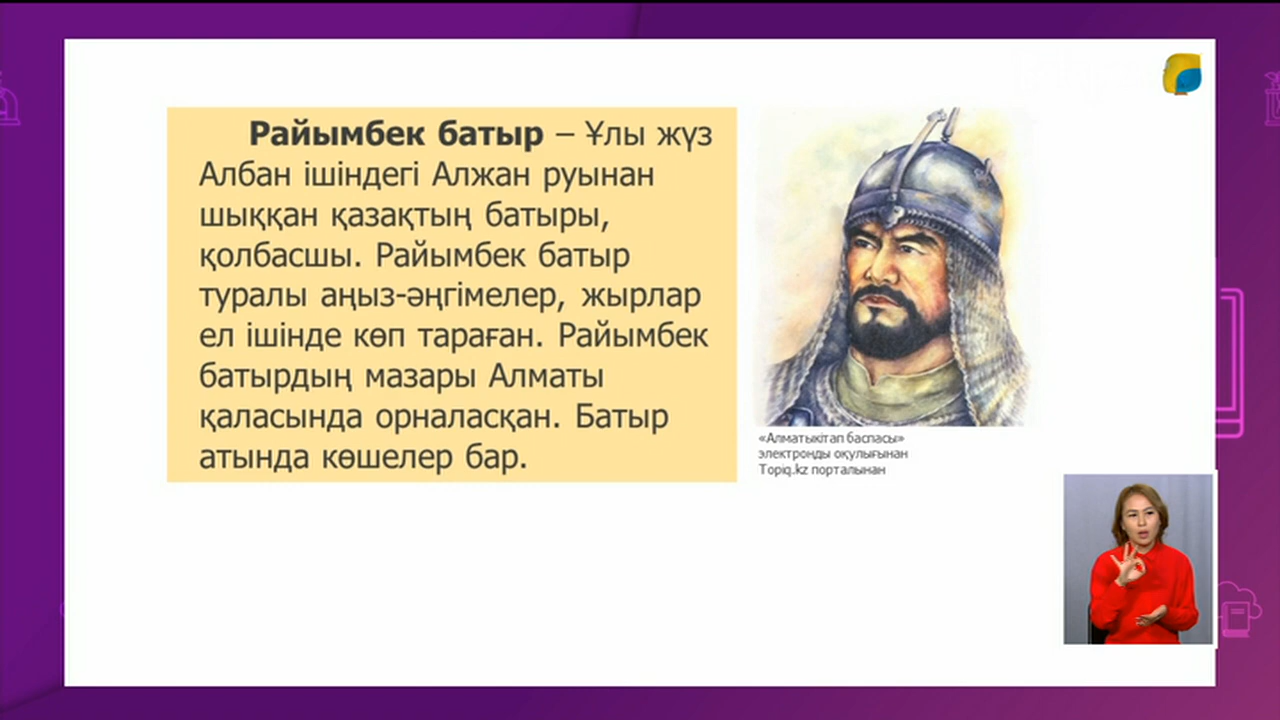 Райымбек батыр – Ұлы жүз
Албан ішіндегі Алжан руынан
шыққан қазақтың батыры,
қолбасшы. Райымбек батыр
туралы аңыз-әңгімелер, жырлар
ел ішінде көп тараған. Райымбек
батырдың мазары Алматы
қаласында орналасқан. Батыр
атында көшелер бар.
«Алматыкітап баспасы»
электронды оқулығынан
Topiq.kz порталынан